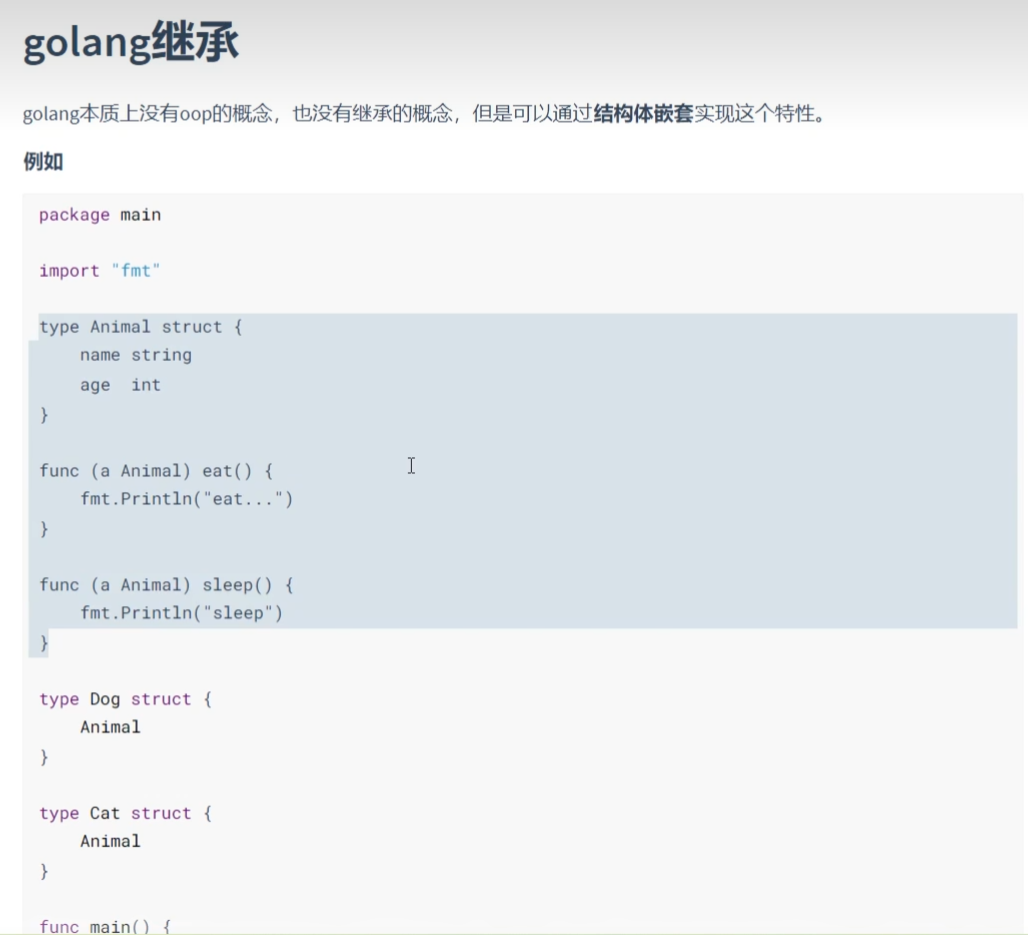 golang继承
golang本质上没有oop的概念，也没有继承的概念，但是可以通过结构体嵌套实现这个特性。
例如
package main
import "fmt"
type Animal struct {
    name string
    age  int
}
func (a Animal) eat() {
    fmt.Println("eat...")
}
func (a Animal) sleep() {
    fmt.Println("sleep")
}
type Dog struct {
    Animal
}
type Cat struct {
    Animal
}
func main() {